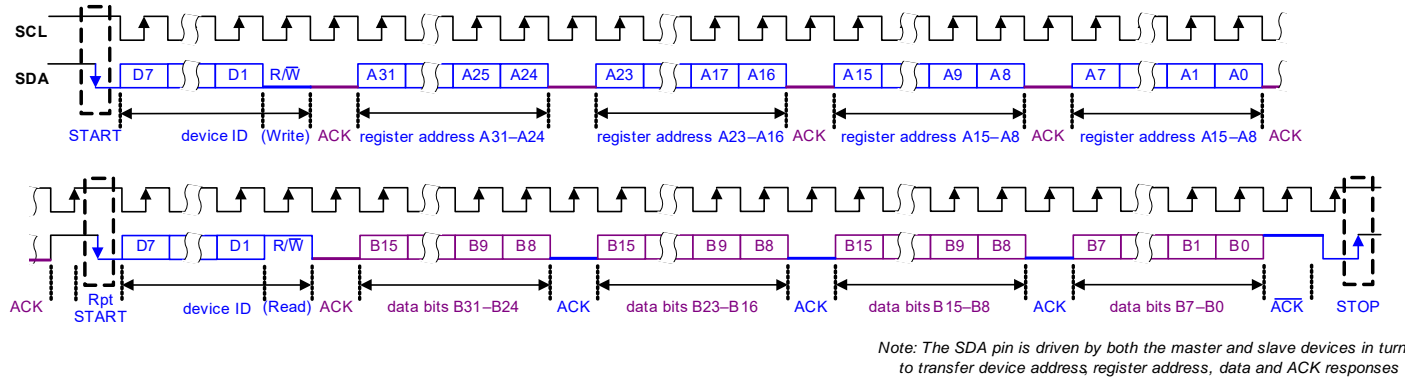 SCL
SDA
D7 D1 R/W̅ A31 A25 A24 A23 A17 A16 A15 A9 A8 A7 A1 A0
START device ID (Write) ACK register address A31–A24 register address A23–A16 ACK register address A15–A8 ACK register address A15–A8 ACK
D7 D1 R/W̅ B15 B9 B8 B15 B9 B8 B15 B9 B8 B7 B1 B0
ACK Rpt START device ID (Read) ACK data bits B31–B24 ACK data bits B23–B16 ACK data bits B15–B8 ACK data bits B7–B0 A̅C̅K̅ STOP
Note: The SDA pin is driven by both the master and slave devices in turn
to transfer device address, register address, data and ACK responses